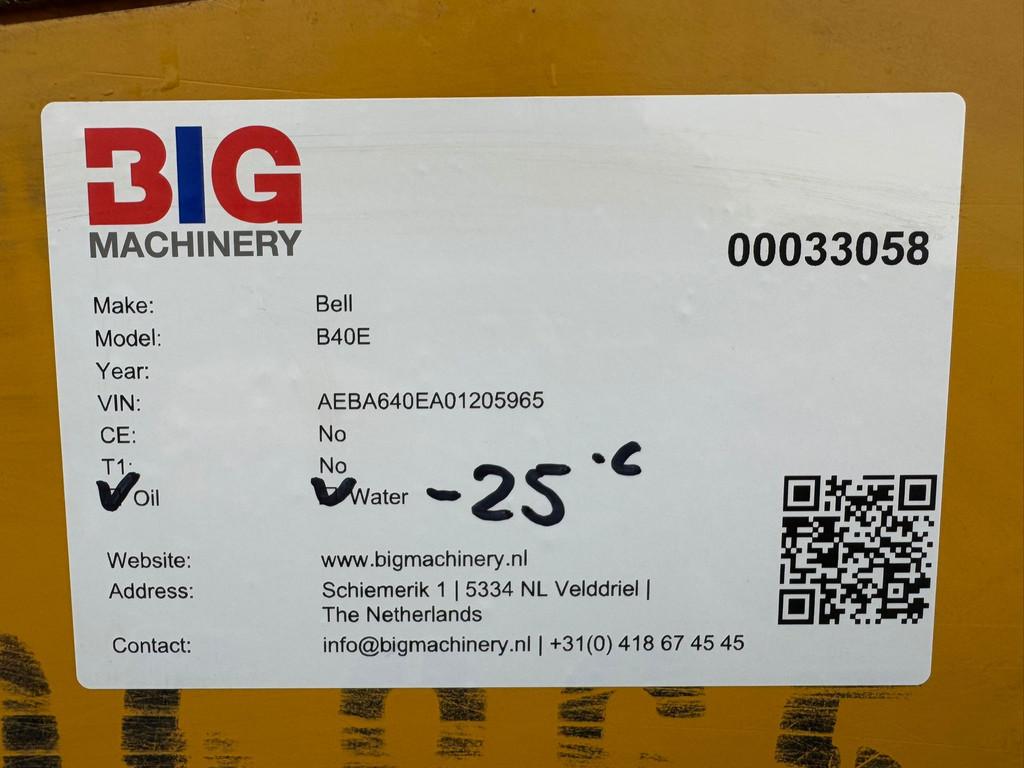 BIG
MACHINERY
00033058
Make: Bell
Model: B40E
Year:
VIN: AEBA640EA01205965
CE: No
T1: No
Oil Water -25 °C
Website: www.bigmachinery.nl
Address: Schiemerik 1 | 5334 NL Velddriel |
The Netherlands
Contact: info@bigmachinery.nl | +31(0) 418 67 45 45